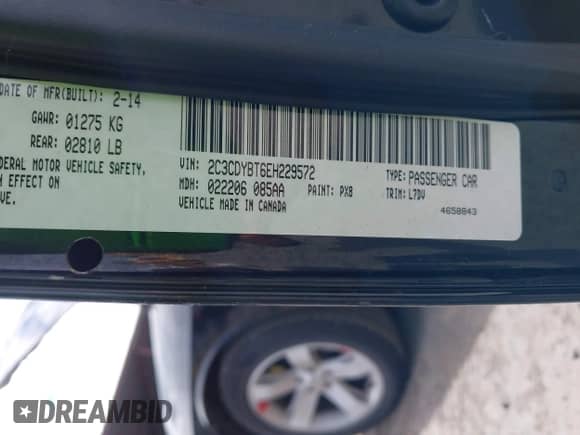 DATE OF MFR(BUILT): 2-14
GAWR: 01275 KG
REAR: 02810 LB
DERAL MOTOR VEHICLE SAFETY,
H EFFECT ON
VE.
VIN: 2C3CDYBT6EH229572
MDH: 022206 085AA PAINT: PX8
VEHICLE MADE IN CANADA
TYPE: PASSENGER CAR
TRIM: L7DV
4658843
DREAMBID